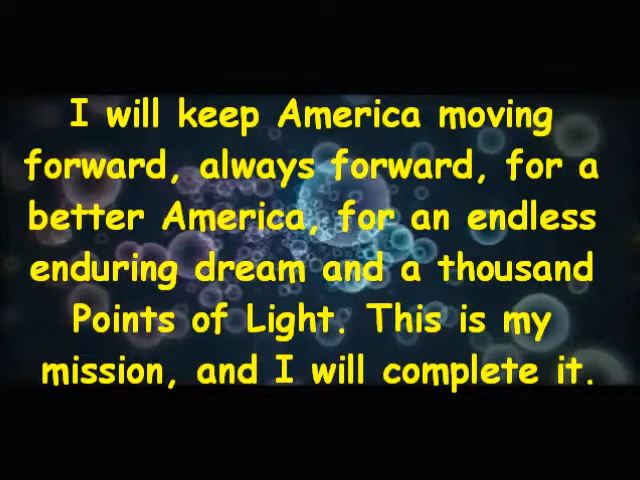 I will keep America moving
forward, always forward, for a
better America, for an endless
enduring dream and a thousand
Points of Light. This is my
mission, and I will complete it.